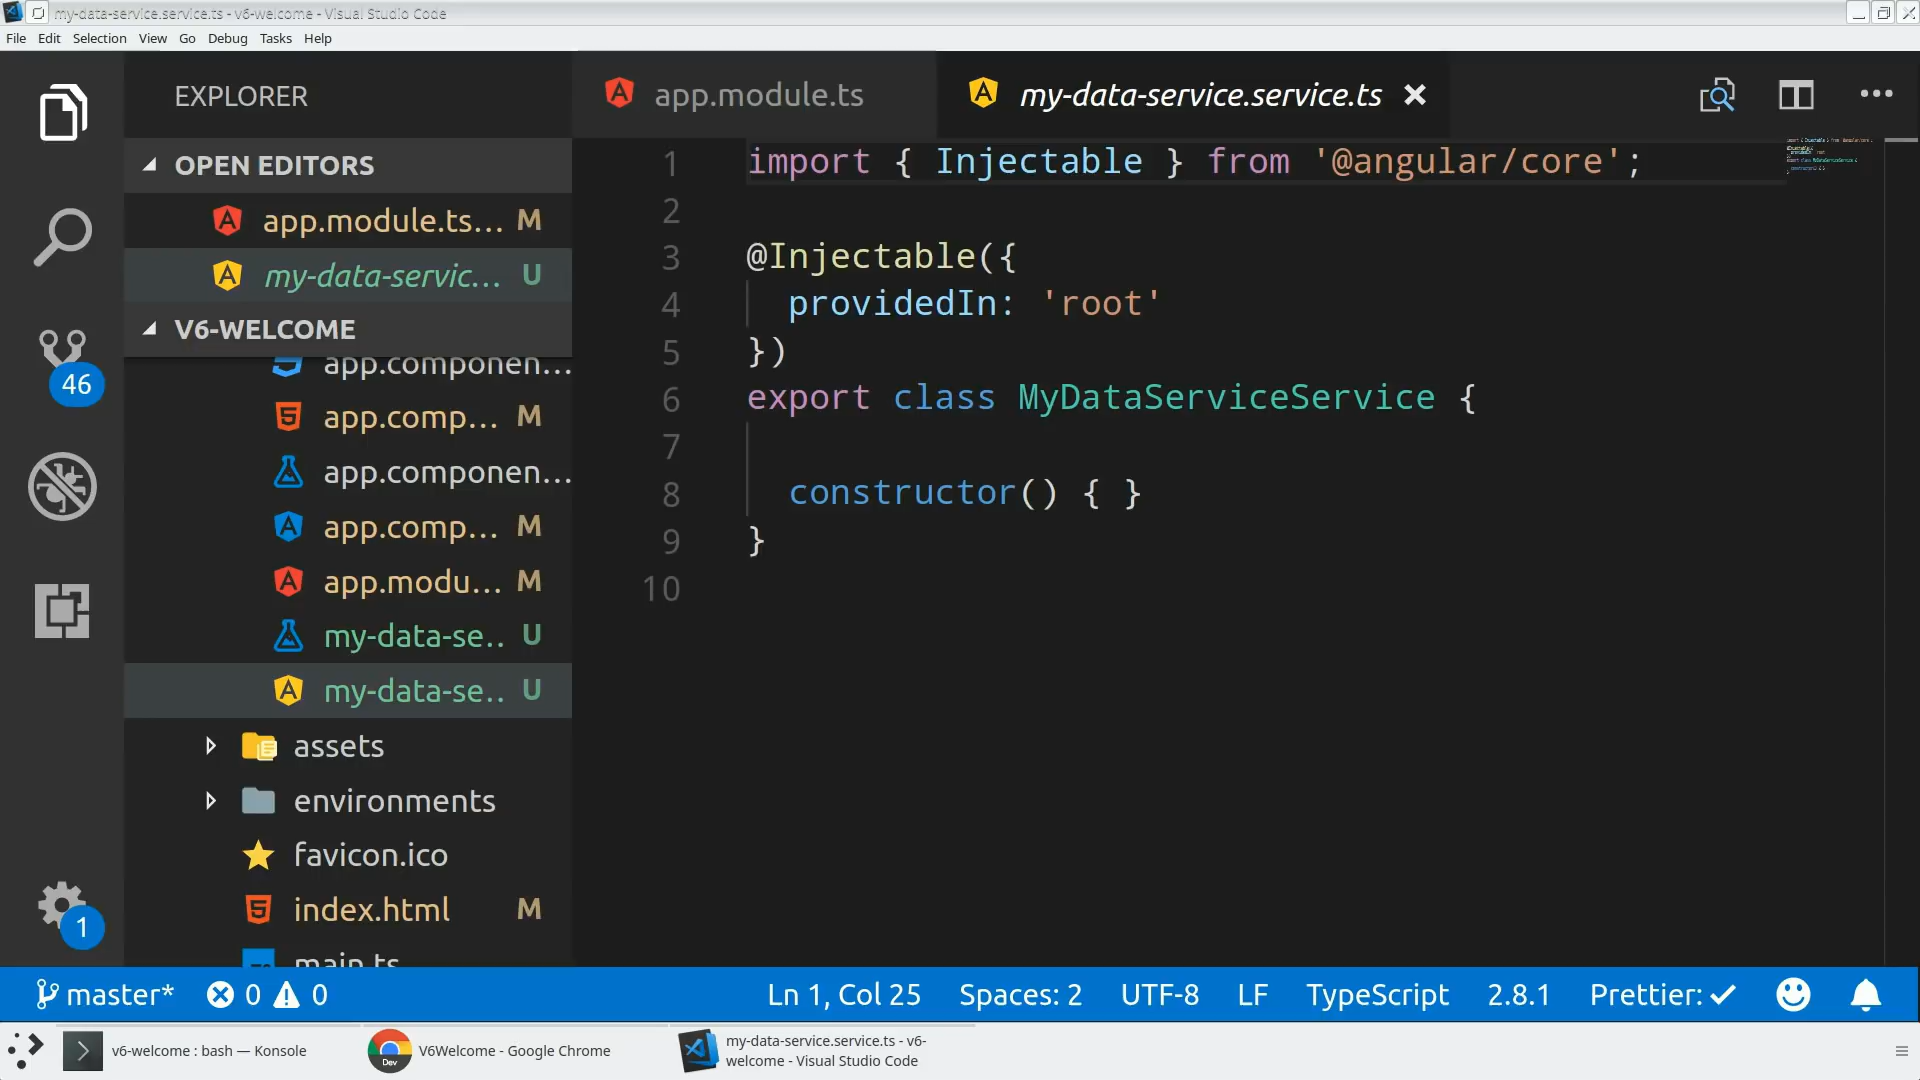 my-data-service.service.ts - v6-welcome - Visual Studio Code
File Edit Selection View Go Debug Tasks Help
EXPLORER
OPEN EDITORS
app.module.ts... M
my-data-servic... U
V6-WELCOME
app.componen...
app.comp... M
app.componen...
app.comp... M
app.modu... M
my-data-se.. U
my-data-se.. U
assets
environments
favicon.ico
index.html M
main.ts
46
1
app.module.ts
my-data-service.service.ts
1 import { Injectable } from '@angular/core';
2
3 @Injectable({
4 providedIn: 'root'
5 })
6 export class MyDataServiceService {
7
8 constructor() { }
9 }
10
master* 0 0 Ln 1, Col 25 Spaces: 2 UTF-8 LF TypeScript 2.8.1 Prettier: ✓
v6-welcome : bash — Konsole
Dev
V6Welcome - Google Chrome
my-data-service.service.ts - v6-
welcome - Visual Studio Code